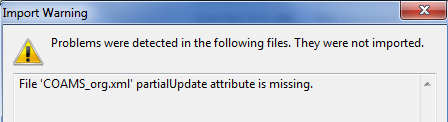 Import Warning
Problems were detected in the following files. They were not imported.
File 'COAMS_org.xml' partialUpdate attribute is missing.